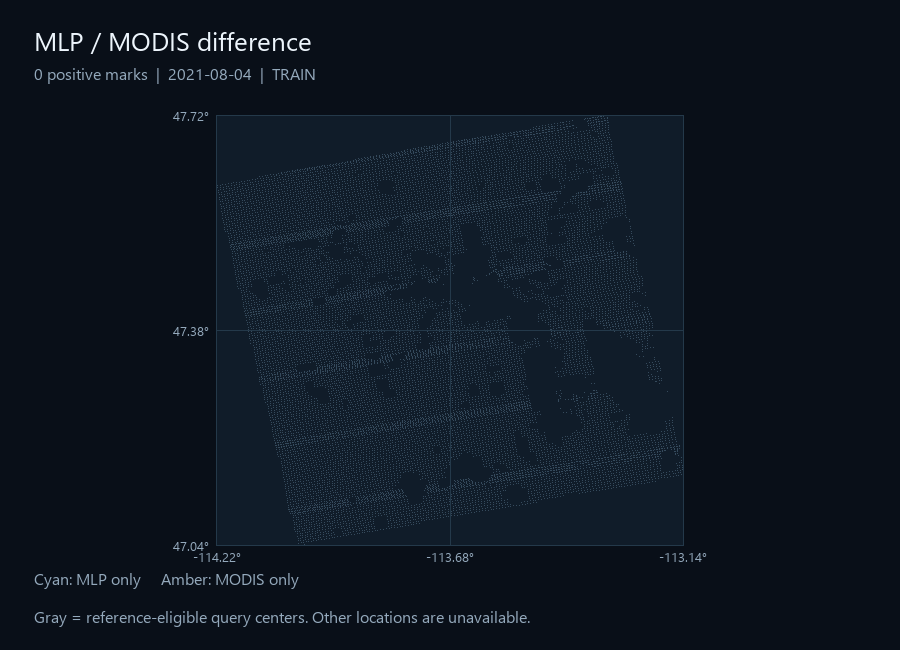 MLP / MODIS difference
0 positive marks | 2021-08-04 | TRAIN
47.72°
47.38°
47.04°
-114.22°
-113.68°
-113.14°
Cyan: MLP only Amber: MODIS only
Gray = reference-eligible query centers. Other locations are unavailable.